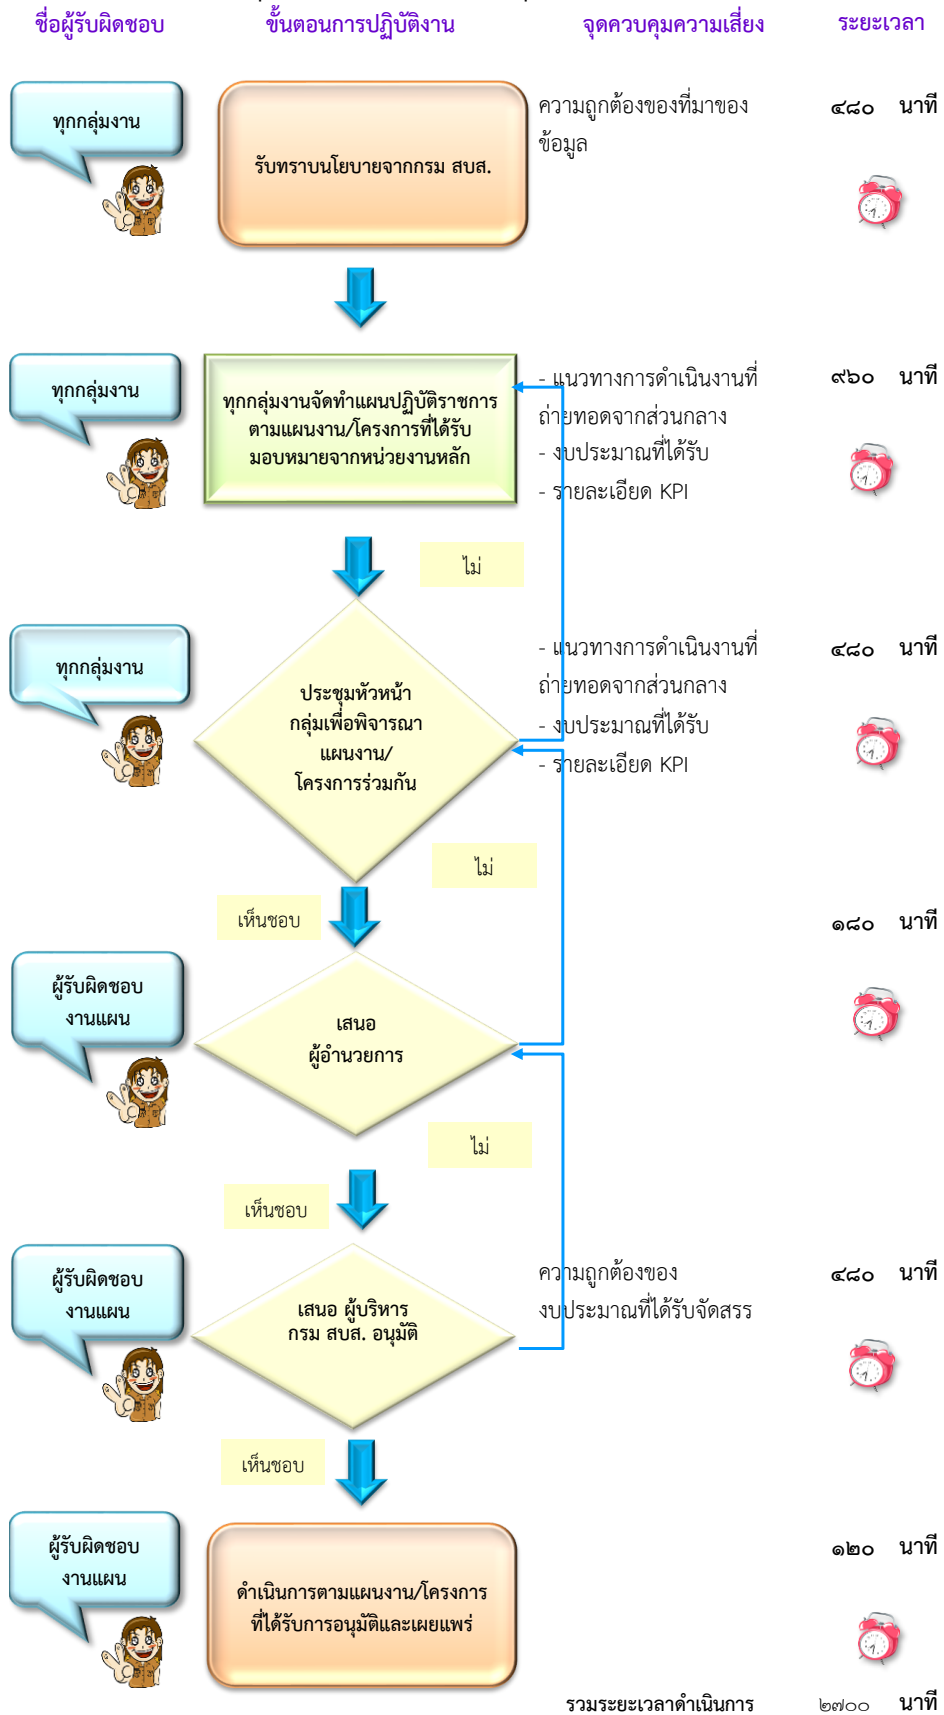 ชื่อผู้รับผิดชอบ ขั้นตอนการปฏิบัติงาน จุดควบคุมความเสี่ยง ระยะเวลา
ทุกกลุ่มงาน
รับทราบนโยบายจากกรม สบส.
ความถูกต้องของที่มาของ
ข้อมูล
๔๘๐ นาที
ทุกกลุ่มงาน
ทุกกลุ่มงานจัดทำแผนปฏิบัติราชการ
ตามแผนงาน/โครงการที่ได้รับ
มอบหมายจากหน่วยงานหลัก
- แนวทางการดำเนินงานที่
ถ่ายทอดจากส่วนกลาง
- งบประมาณที่ได้รับ
- รายละเอียด KPI
๙๖๐ นาที
ไม่
ทุกกลุ่มงาน
ประชุมหัวหน้า
กลุ่มเพื่อพิจารณา
แผนงาน/
โครงการร่วมกัน
- แนวทางการดำเนินงานที่
ถ่ายทอดจากส่วนกลาง
- งบประมาณที่ได้รับ
- รายละเอียด KPI
๔๘๐ นาที
ไม่
เห็นชอบ
๑๘๐ นาที
ผู้รับผิดชอบ
งานแผน
เสนอ
ผู้อำนวยการ
ไม่
เห็นชอบ
ผู้รับผิดชอบ
งานแผน
เสนอ ผู้บริหาร
กรม สบส. อนุมัติ
ความถูกต้องของ
งบประมาณที่ได้รับจัดสรร
๔๘๐ นาที
เห็นชอบ
ผู้รับผิดชอบ
งานแผน
ดำเนินการตามแผนงาน/โครงการ
ที่ได้รับการอนุมัติและเผยแพร่
๑๒๐ นาที
รวมระยะเวลาดำเนินการ ๒๗๐๐ นาที